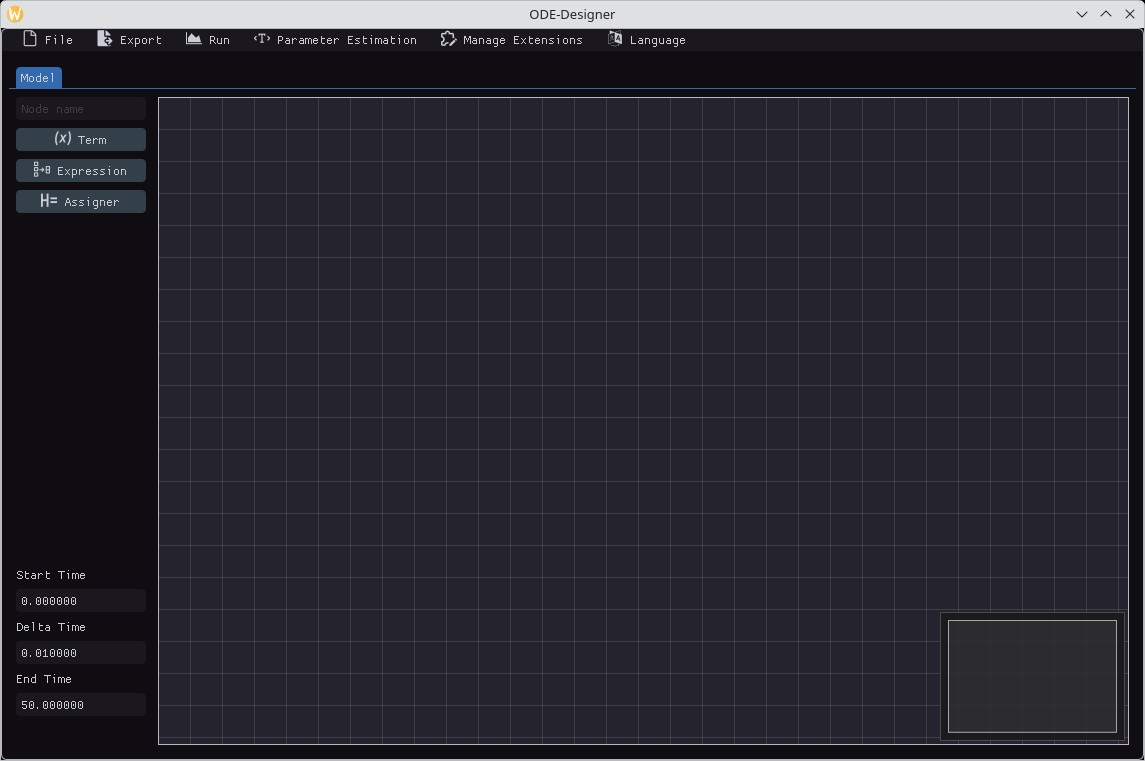 ODE-Designer
File Export Run Parameter Estimation Manage Extensions Language
Model
Node name
(x) Term
Expression
H= Assigner
Start Time
0.000000
Delta Time
0.010000
End Time
50.000000